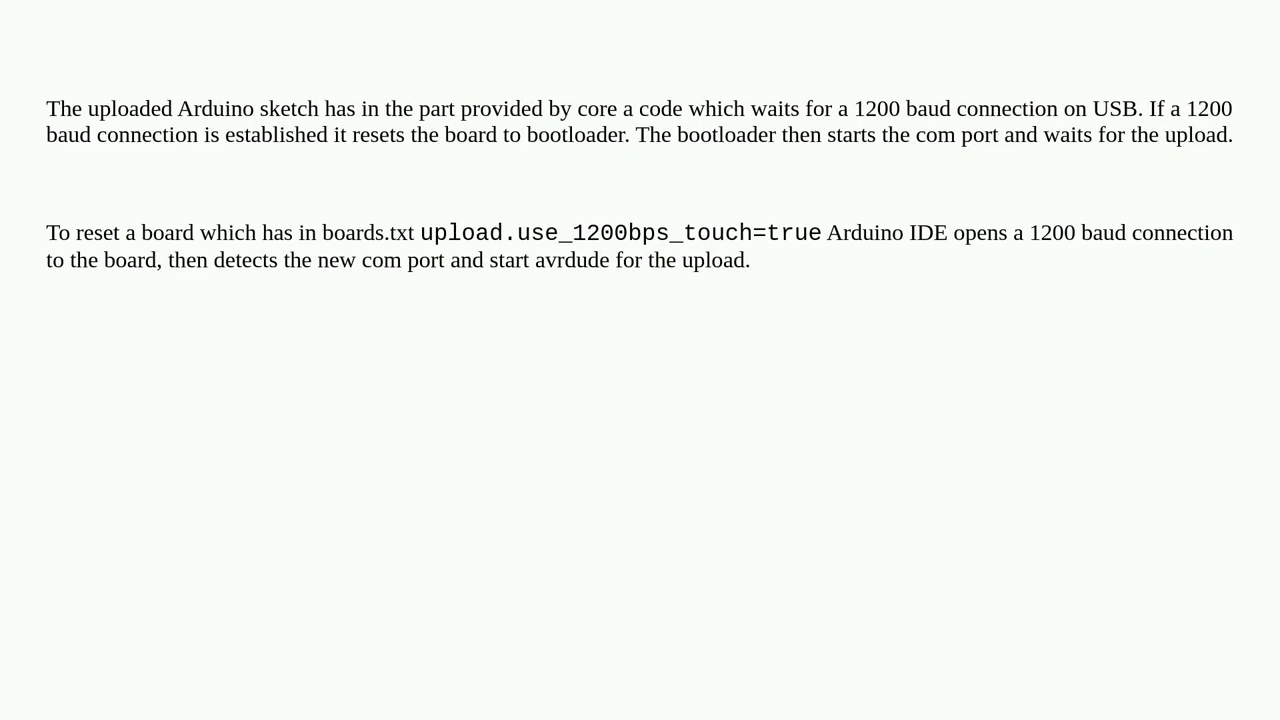 The uploaded Arduino sketch has in the part provided by core a code which waits for a 1200 baud connection on USB. If a 1200
baud connection is established it resets the board to bootloader. The bootloader then starts the com port and waits for the upload.
To reset a board which has in boards.txt upload.use_1200bps_touch=true Arduino IDE opens a 1200 baud connection
to the board, then detects the new com port and start avrdude for the upload.